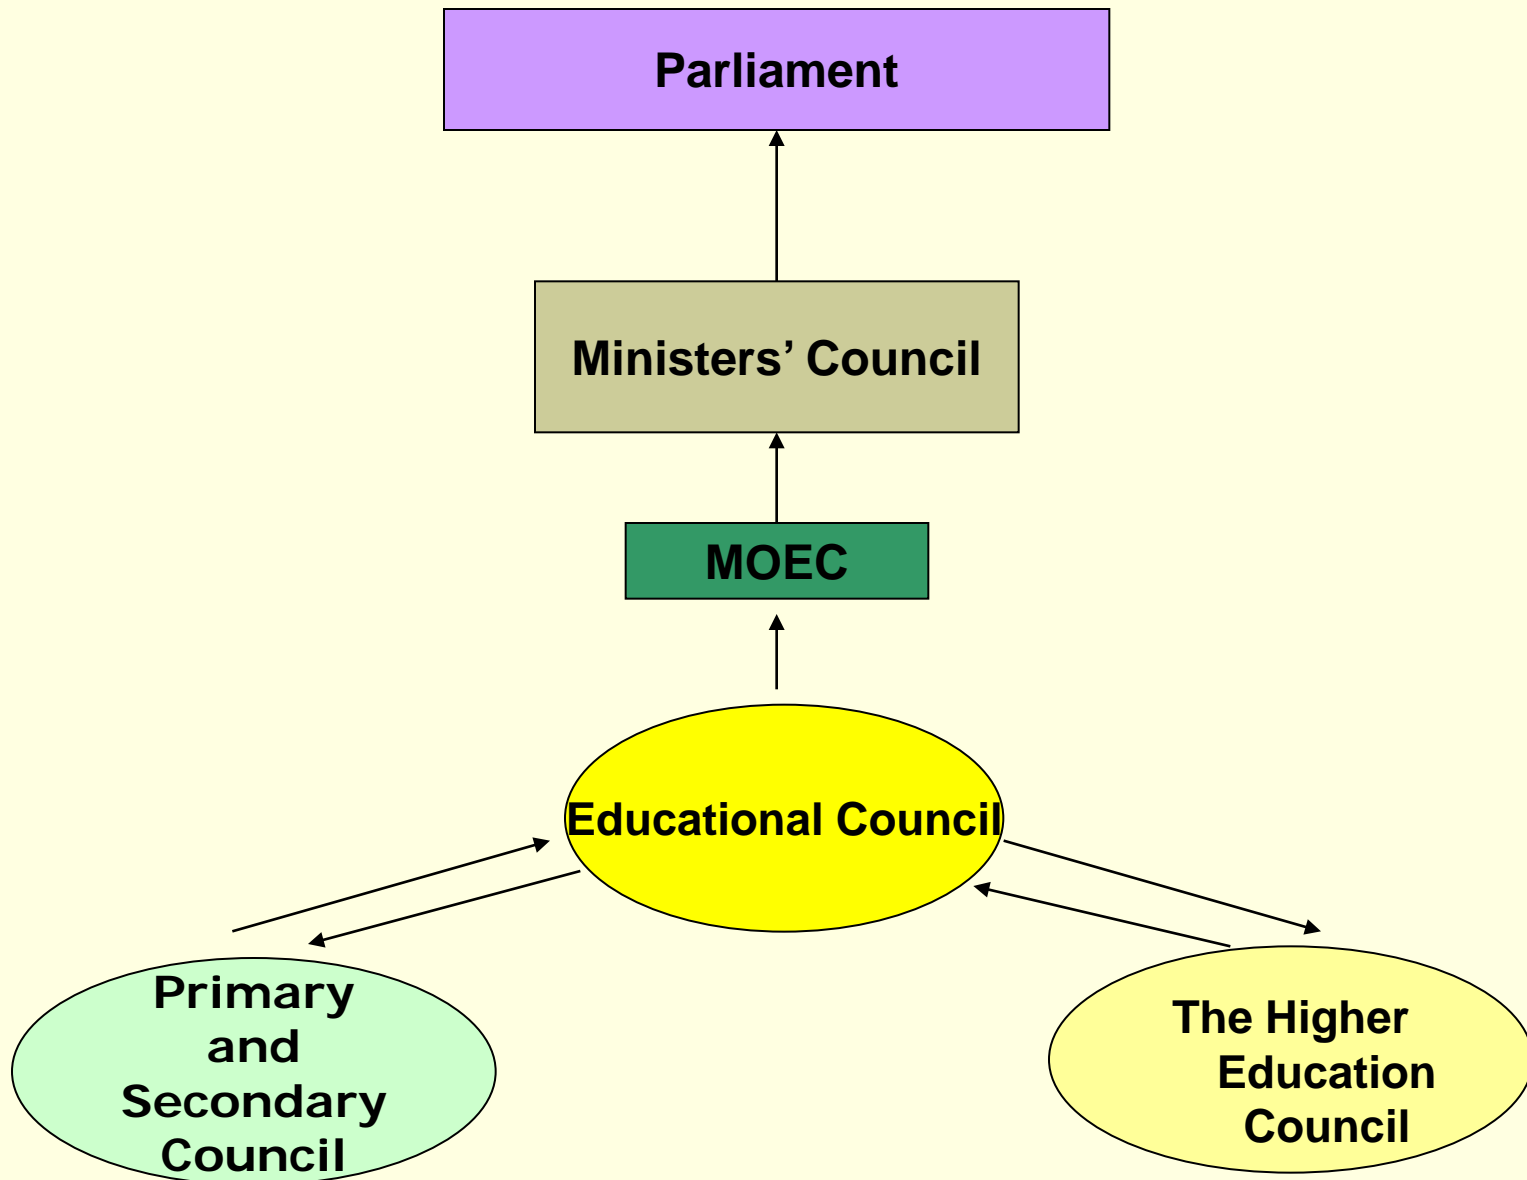 Parliament
Ministers’ Council
MOEC
Educational Council
Primary
and
Secondary
Council
The Higher
Education
Council